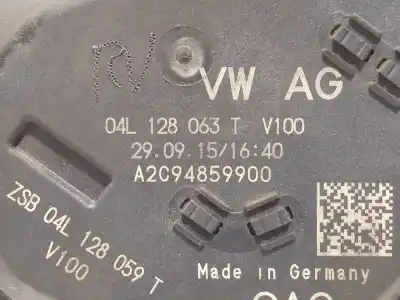 RV
VW AG
04L 128 063 T V100
29.09.15/16:40
A2C94859900
ZSB 04L 128 059 T
V100
Made in Germany